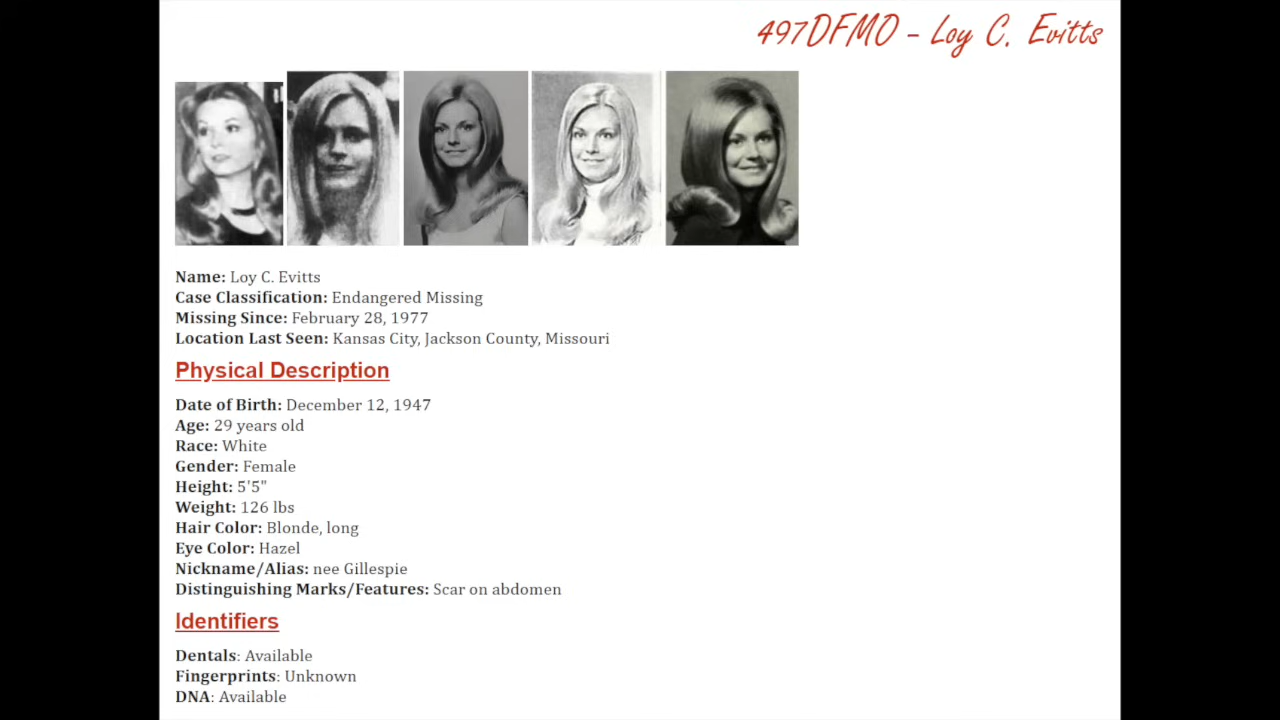 497DFMO - Loy C. Evitts
Name: Loy C. Evitts
Case Classification: Endangered Missing
Missing Since: February 28, 1977
Location Last Seen: Kansas City, Jackson County, Missouri
Physical Description
Date of Birth: December 12, 1947
Age: 29 years old
Race: White
Gender: Female
Height: 5'5"
Weight: 126 lbs
Hair Color: Blonde, long
Eye Color: Hazel
Nickname/Alias: nee Gillespie
Distinguishing Marks/Features: Scar on abdomen
Identifiers
Dentals: Available
Fingerprints: Unknown
DNA: Available